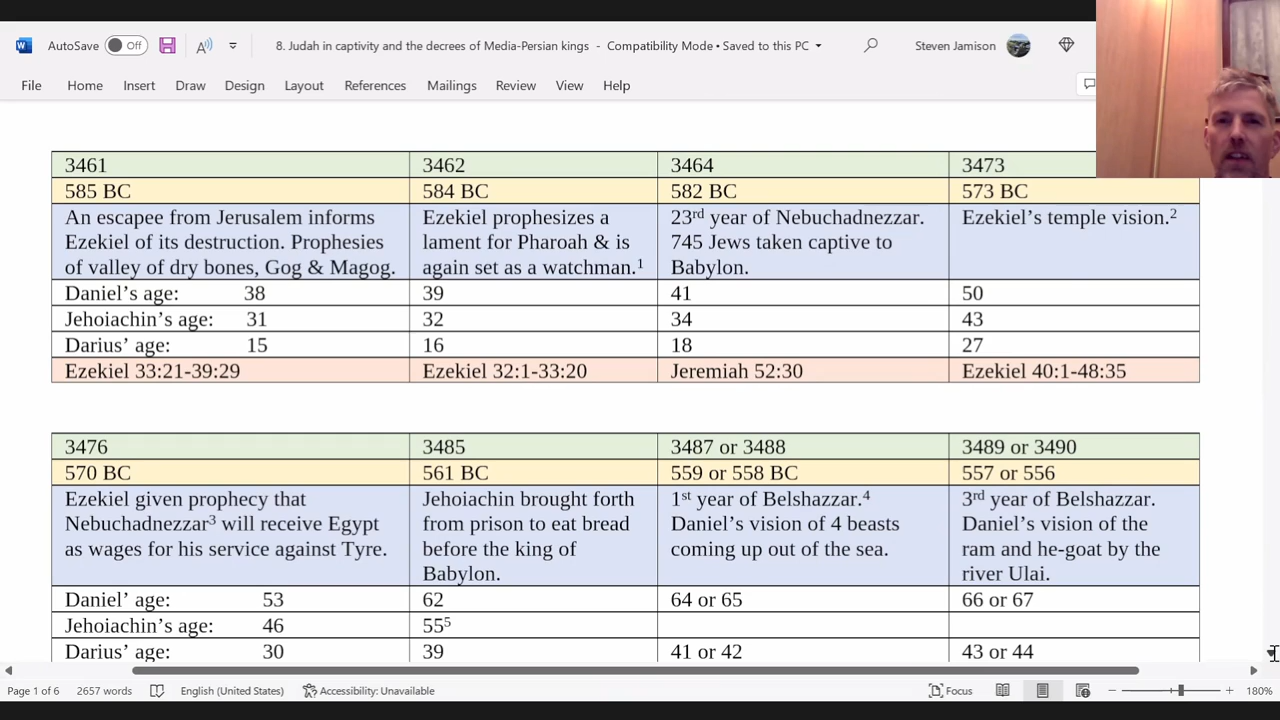 AutoSave Off 8. Judah in captivity and the decrees of Media-Persian kings - Compatibility Mode • Saved to this PC Steven Jamison
File Home Insert Draw Design Layout References Mailings Review View Help
3461 3462 3464 3473
585 BC 584 BC 582 BC 573 BC
An escapee from Jerusalem informs Ezekiel prophesizes a 23rd year of Nebuchadnezzar. Ezekiel's temple vision.2
Ezekiel of its destruction. Prophesies lament for Pharoah & is 745 Jews taken captive to
of valley of dry bones, Gog & Magog. again set as a watchman.1 Babylon.
Daniel's age: 38 39 41 50
Jehoiachin's age: 31 32 34 43
Darius' age: 15 16 18 27
Ezekiel 33:21-39:29 Ezekiel 32:1-33:20 Jeremiah 52:30 Ezekiel 40:1-48:35
3476 3485 3487 or 3488 3489 or 3490
570 BC 561 BC 559 or 558 BC 557 or 556
Ezekiel given prophecy that Jehoiachin brought forth 1st year of Belshazzar.4 3rd year of Belshazzar.
Nebuchadnezzar3 will receive Egypt from prison to eat bread Daniel's vision of 4 beasts Daniel's vision of the
as wages for his service against Tyre. before the king of coming up out of the sea. ram and he-goat by the
Babylon. river Ulai.
Daniel' age: 53 62 64 or 65 66 or 67
Jehoiachin's age: 46 555
Darius' age: 30 39 41 or 42 43 or 44
Page 1 of 6 2657 words English (United States) Accessibility: Unavailable Focus 180%